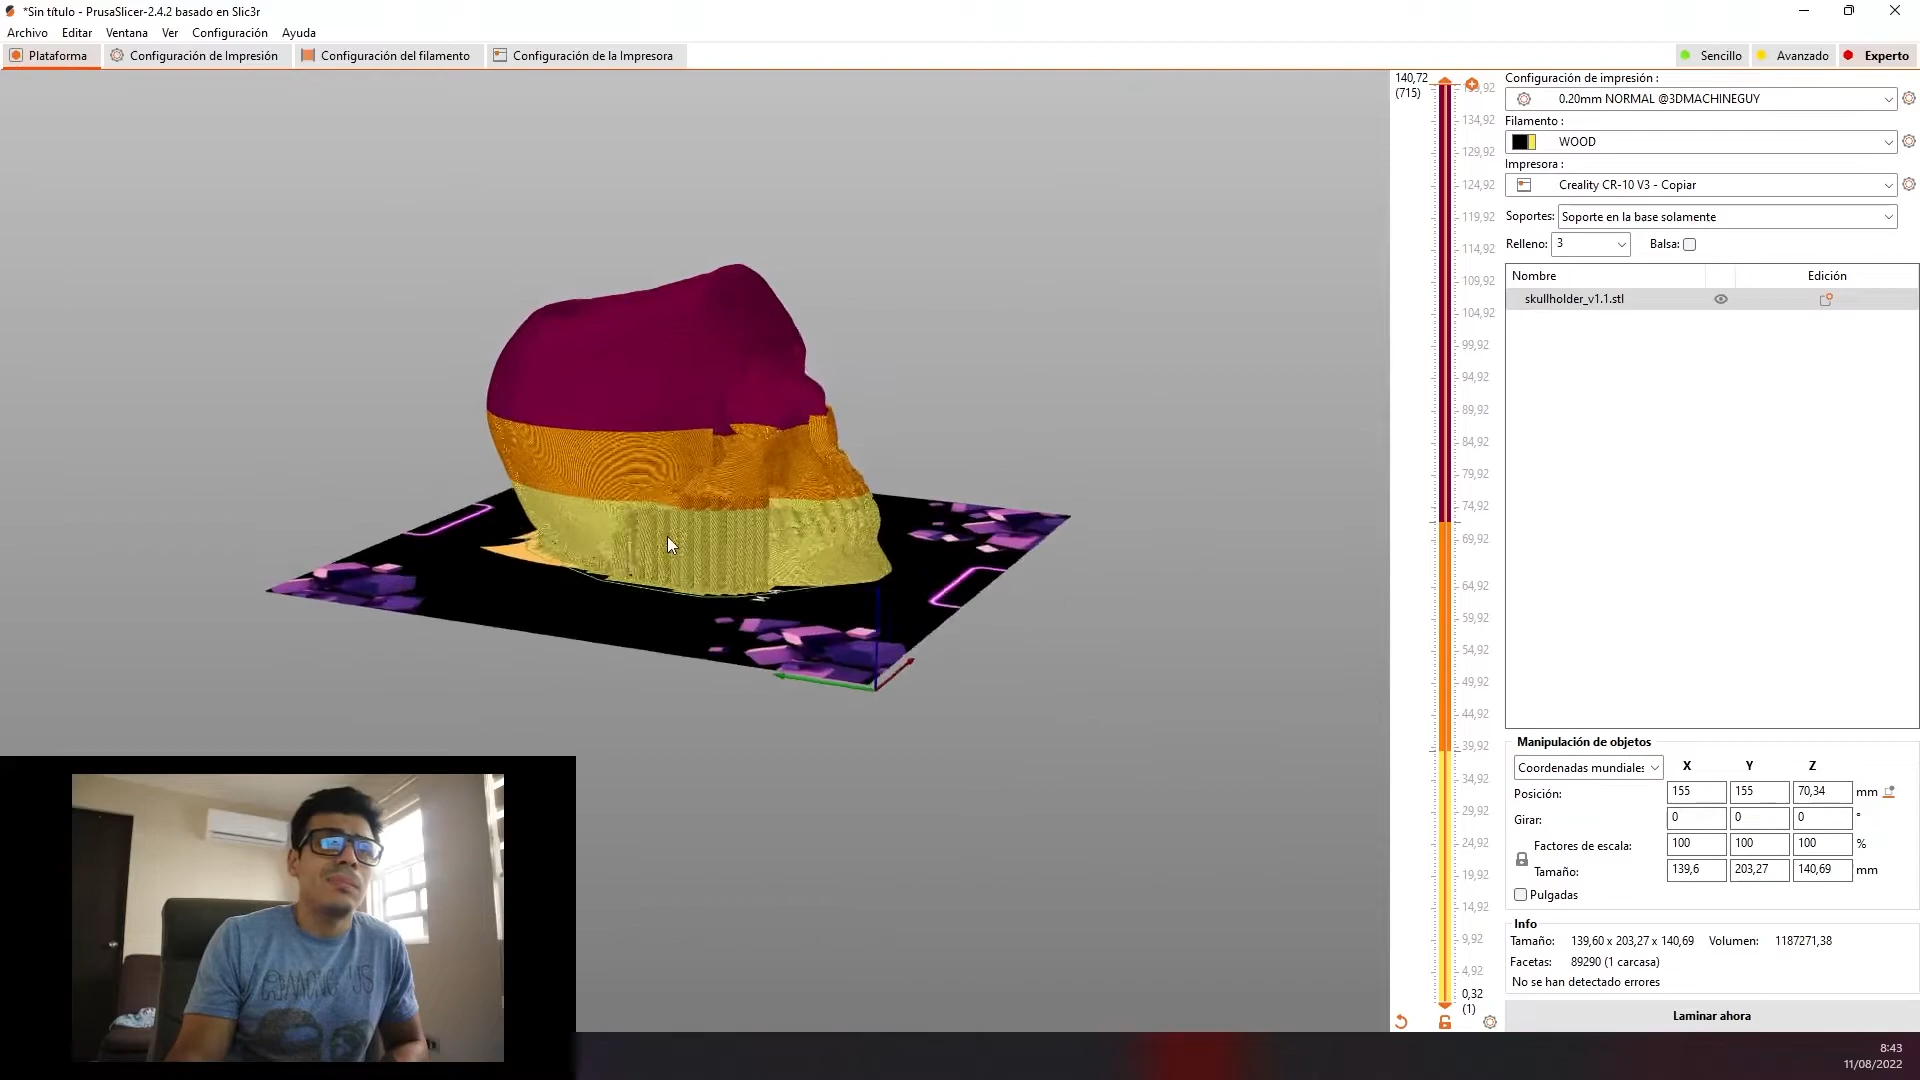 *Sin título - PrusaSlicer-2.4.2 basado en Slic3r
Archivo Editar Ventana Ver Configuración Ayuda
Plataforma Configuración de Impresión Configuración del filamento Configuración de la Impresora Sencillo Avanzado Experto
140,72
(715)
134,92
129,92
124,92
119,92
114,92
109,92
104,92
99,92
94,92
89,92
84,92
79,92
74,92
69,92
64,92
59,92
54,92
49,92
44,92
39,92
34,92
29,92
24,92
19,92
14,92
9,92
4,92
0,32
(1)
Configuración de impresión :
0.20mm NORMAL @3DMACHINEGUY
Filamento :
WOOD
Impresora :
Creality CR-10 V3 - Copiar
Soportes: Soporte en la base solamente
Relleno: 3 Balsa:
Nombre Edición
skullholder_v1.1.stl
Manipulación de objetos
Coordenadas mundiales X Y Z
Posición: 155 155 70,34 mm
Girar: 0 0 0 °
Factores de escala: 100 100 100 %
Tamaño: 139,6 203,27 140,69 mm
Pulgadas
Info
Tamaño: 139,60 x 203,27 x 140,69 Volumen: 1187271,38
Facetas: 89290 (1 carcasa)
No se han detectado errores
Laminar ahora
8:43
11/08/2022
AMONG US